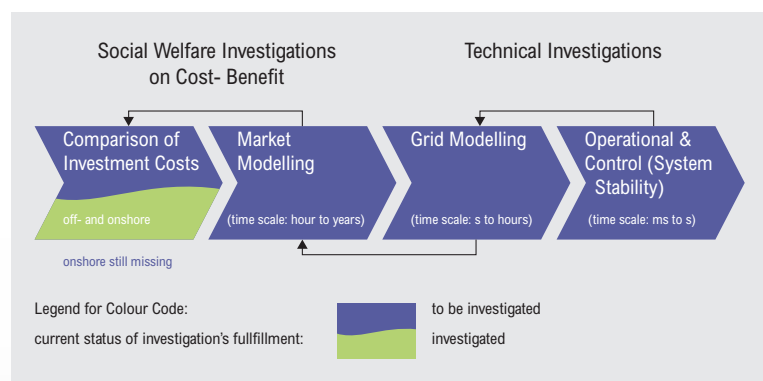 Social Welfare Investigations
on Cost- Benefit
Technical Investigations
Comparison of
Investment Costs
off- and onshore
onshore still missing
Market
Modelling
(time scale: hour to years)
Grid Modelling
(time scale: s to hours)
Operational &
Control (System
Stability)
(time scale: ms to s)
Legend for Colour Code:
to be investigated
current status of investigation's fullfillment:
investigated